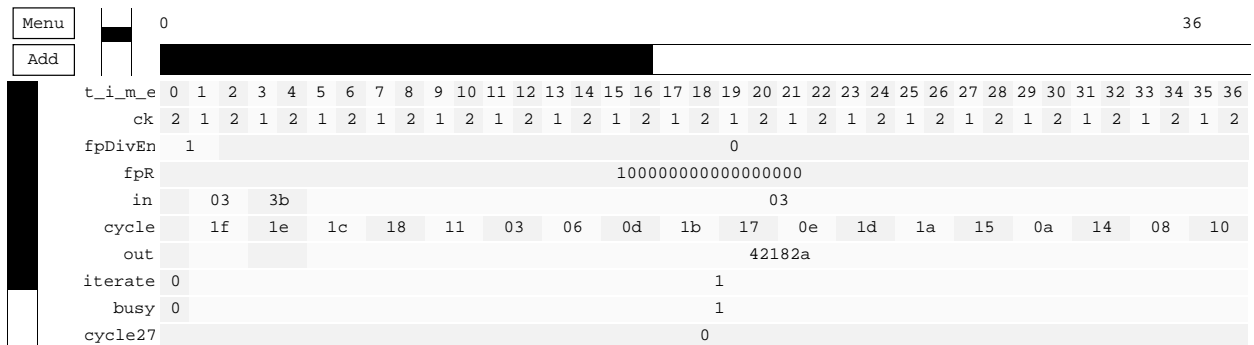 Menu 0 36
Add
t_i_m_e 0 1 2 3 4 5 6 7 8 9 10 11 12 13 14 15 16 17 18 19 20 21 22 23 24 25 26 27 28 29 30 31 32 33 34 35 36
ck 2 1 2 1 2 1 2 1 2 1 2 1 2 1 2 1 2 1 2 1 2 1 2 1 2 1 2 1 2 1 2 1 2 1 2 1 2
fpDivEn 1 0
fpR 100000000000000000
in 03 3b 03
cycle 1f 1e 1c 18 11 03 06 0d 1b 17 0e 1d 1a 15 0a 14 08 10
out 42182a
iterate 0 1
busy 0 1
cycle27 0